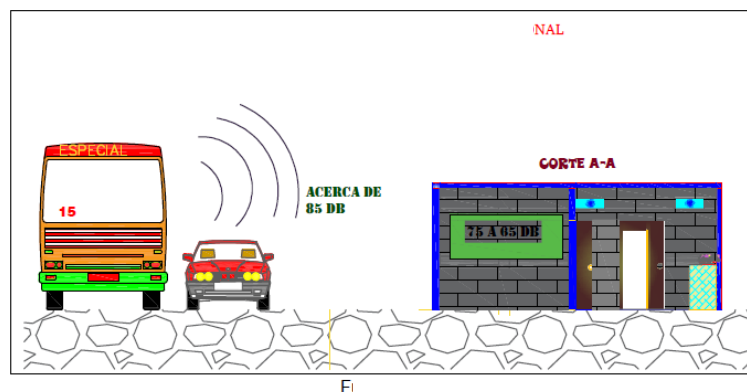 NAL
ESPECIAL
15
ACERCA DE
85 DB
CORTE A-A
75 A 65 DB